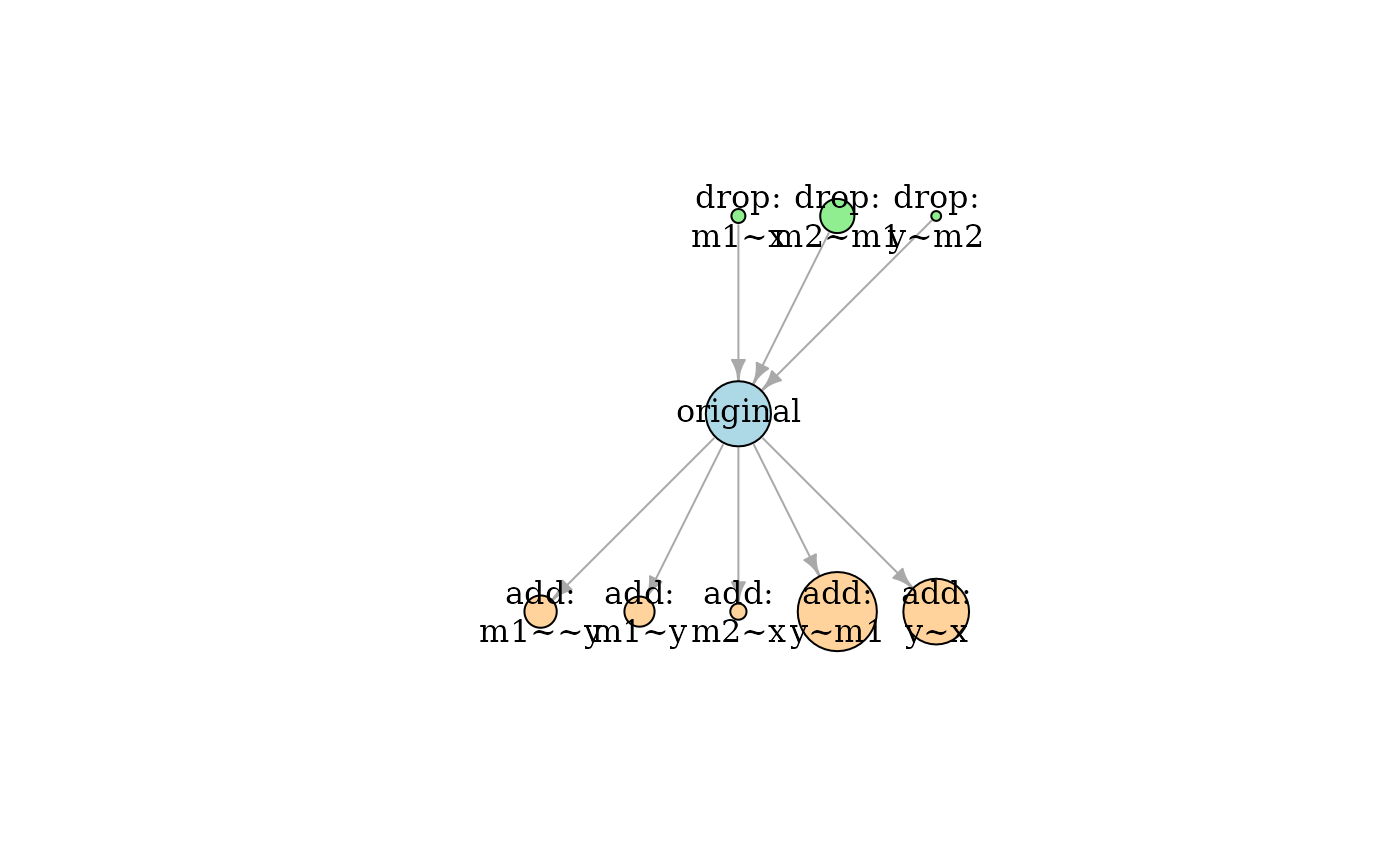 drop:
m1~x
drop:
m2~m1
drop:
y~m2
original
add:
m1~~y
add:
m1~y
add:
m2~x
add:
y~m1
add:
y~x